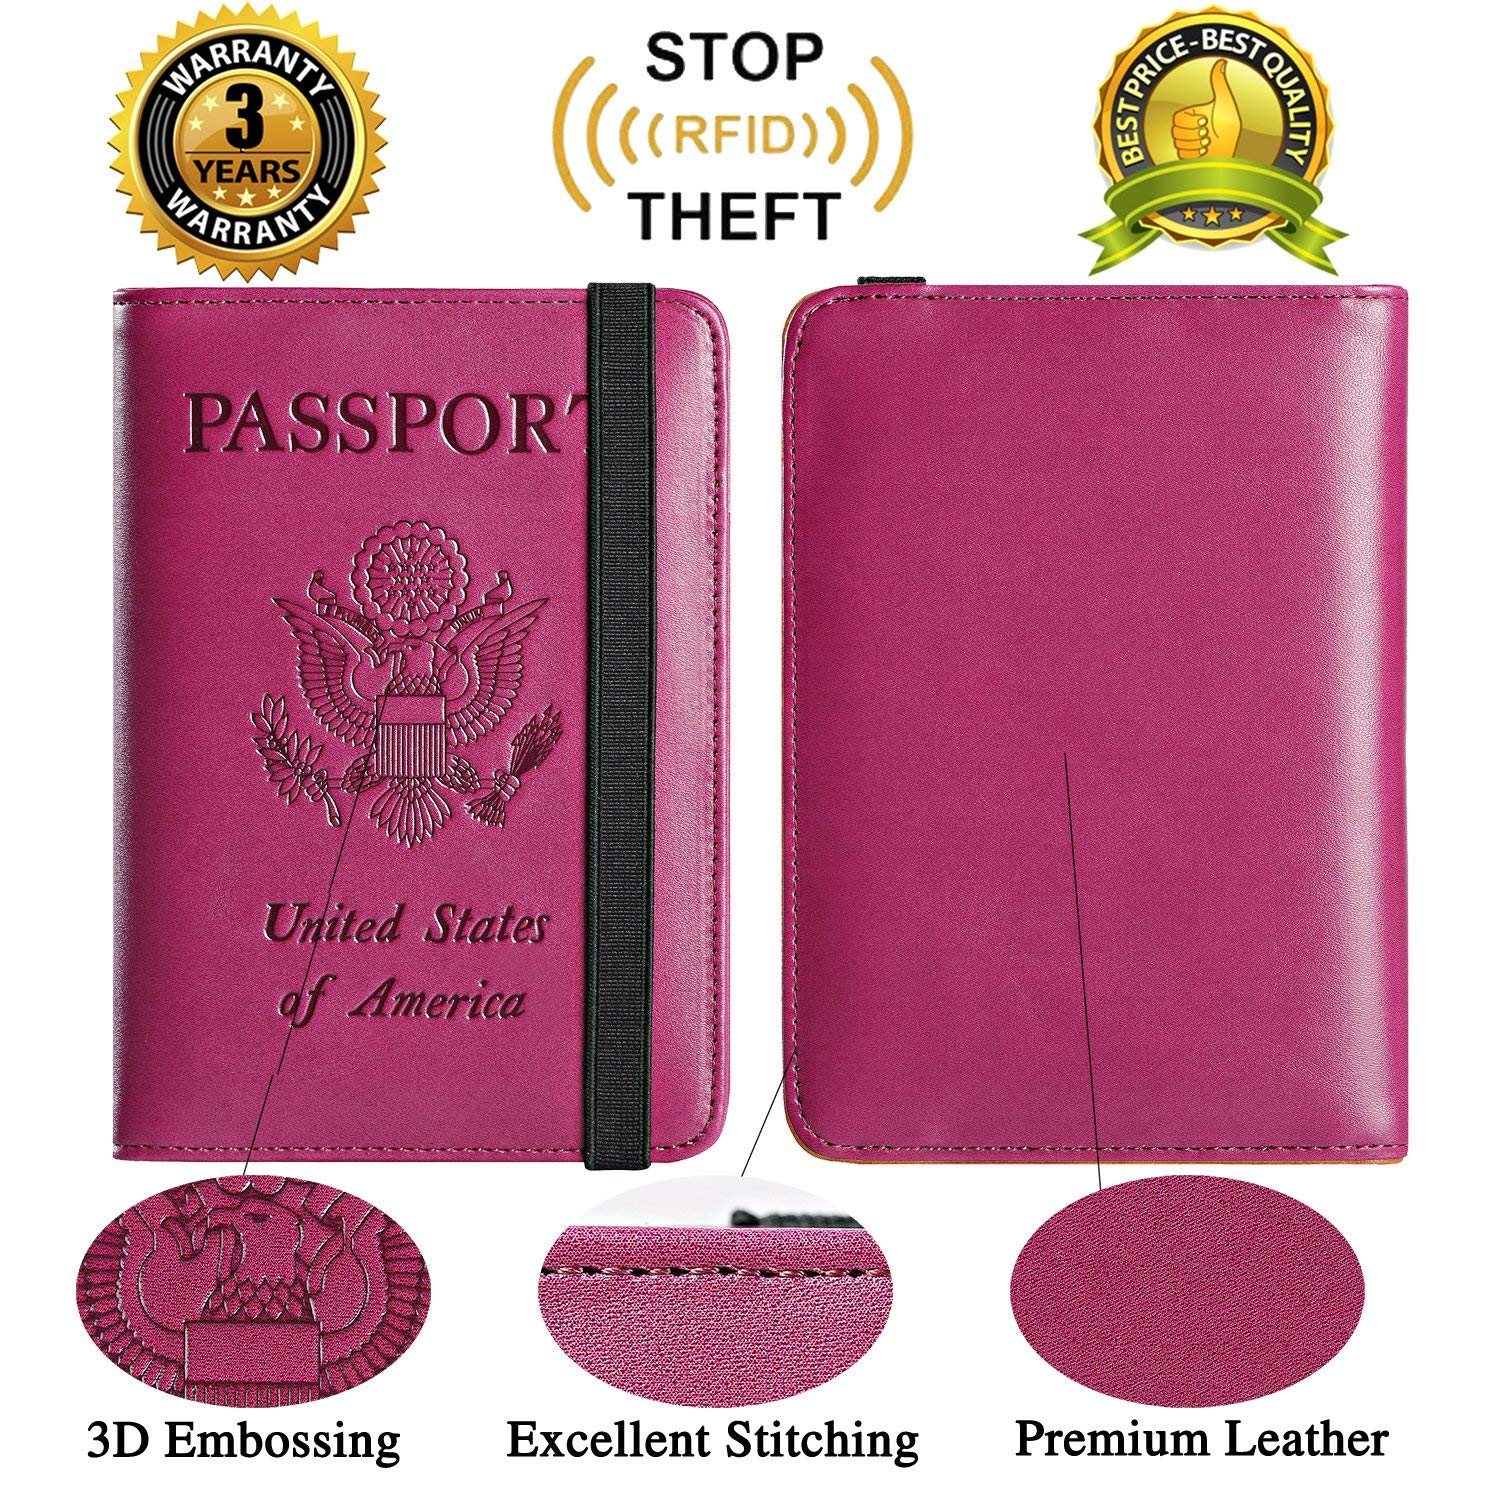 WARRANTY
3
YEARS
WARRANTY
STOP
RFID
THEFT
BEST PRICE-BEST QUALITY
PASSPORT
UNUM
United States
of America
3D Embossing
Excellent Stitching
Premium Leather